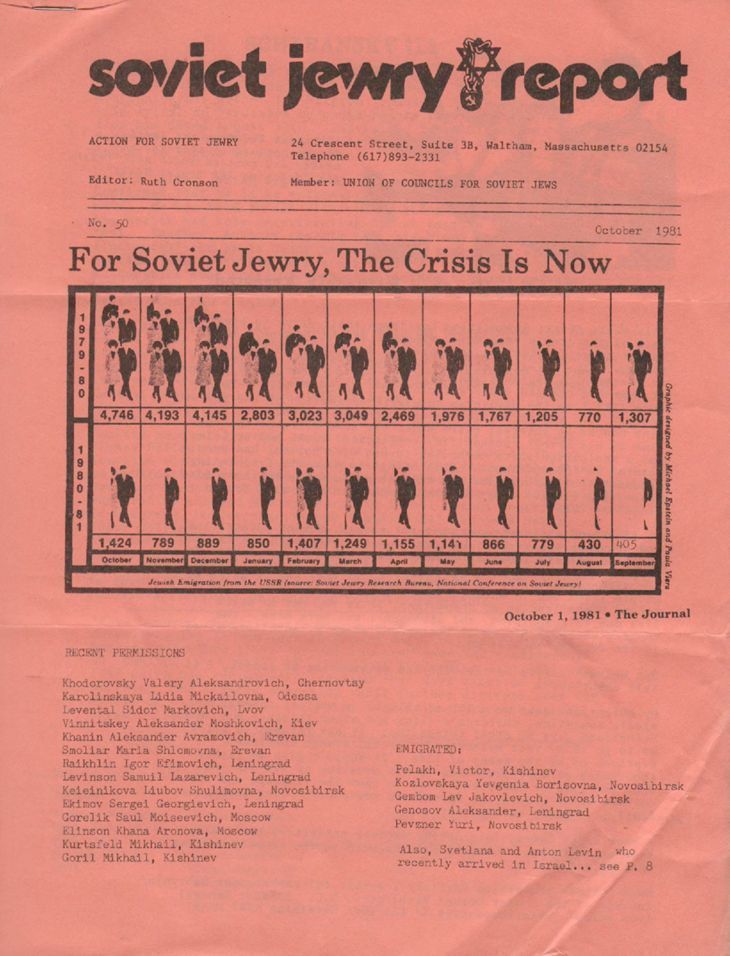 soviet jewry report
ACTION FOR SOVIET JEWRY
24 Crescent Street, Suite 3B, Waltham, Massachusetts 02154
Telephone (617)893-2331
Editor: Ruth Cronson
Member: UNION OF COUNCILS FOR SOVIET JEWS
No. 50
October 1981
For Soviet Jewry, The Crisis Is Now
1979-80
4,746 4,193 4,145 2,803 3,023 3,049 2,469 1,976 1,767 1,205 770 1,307
1980-81
1,424 789 889 850 1,407 1,249 1,155 1,141 866 779 430 405
October November December January February March April May June July August September
Jewish Emigration from the USSR (source: Soviet Jewry Research Bureau, National Conference on Soviet Jewry)
Graphic designed by Michael Epstein and Paula Viera
October 1, 1981 • The Journal
RECENT PERMISSIONS
Khodorovsky Valery Aleksandrovich, Chernovtsy
Karolinskaya Lidia Mickailovna, Odessa
Levental Sidor Markovich, Lvov
Vinnitskey Aleksander Moshkovich, Kiev
Khanin Aleksander Avramovich, Erevan
Smoliar Maria Shlomovna, Erevan
Raikhlin Igor Efimovich, Leningrad
Levinson Samuil Lazarevich, Leningrad
Keleinikova Liubov Shulimovna, Novosibirsk
Ekimov Sergei Georgievich, Leningrad
Gorelik Saul Moiseevich, Moscow
Elinson Khana Aronova, Moscow
Kurtsfeld Mikhail, Kishinev
Goril Mikhail, Kishinev
EMIGRATED:
Pelakh, Victor, Kishinev
Kozlovskaya Yevgenia Borisovna, Novosibirsk
Gembom Lev Jakovlevich, Novosibirsk
Genosov Aleksander, Leningrad
Pevzner Yuri, Novosibirsk
Also, Svetlana and Anton Levin who
recently arrived in Israel... see P. 8